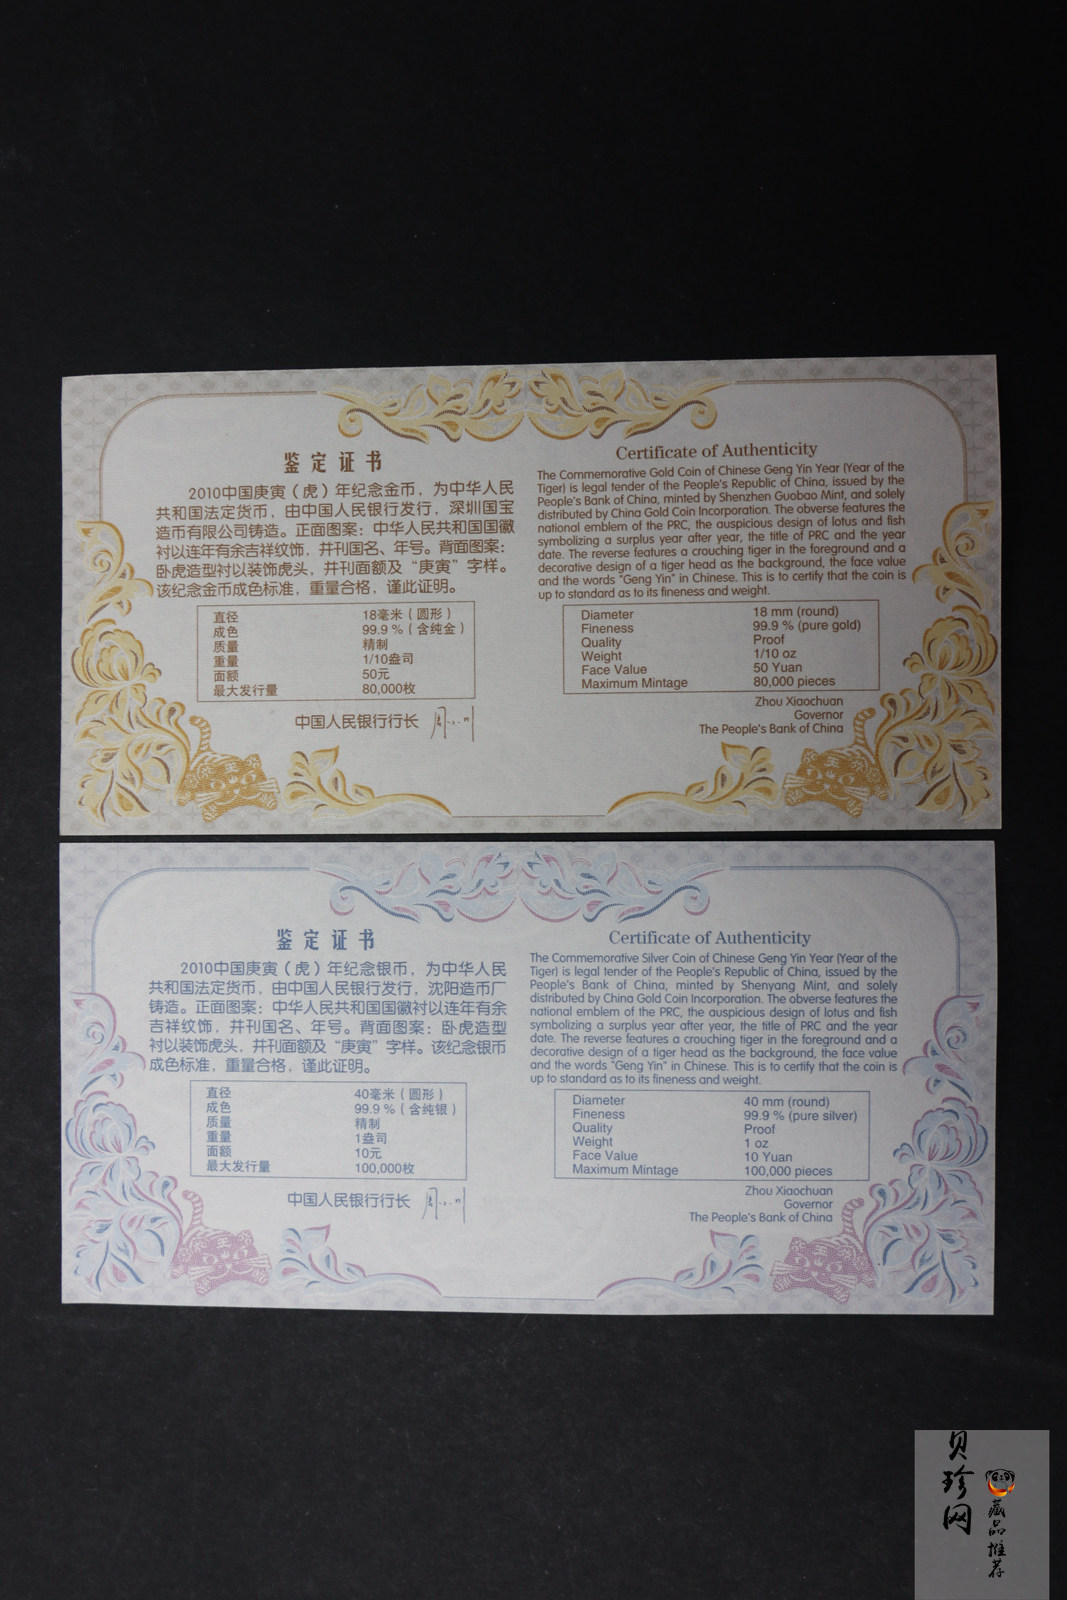 鉴定证书
2010中国庚寅（虎）年纪念金币，为中华人民
共和国法定货币，由中国人民银行发行，深圳国宝
造币有限公司铸造。正面图案：中华人民共和国国徽
衬以连年有余吉祥纹饰，并刊国名、年号。背面图案：
卧虎造型衬以装饰虎头，并刊面额及“庚寅”字样。
该纪念金币成色标准，重量合格，谨此证明。
直径 18毫米（圆形）
成色 99.9％（含纯金）
质量 精制
重量 1/10盎司
面额 50元
最大发行量 80,000枚
中国人民银行行长
Certificate of Authenticity
The Commemorative Gold Coin of Chinese Geng Yin Year (Year of the
Tiger) is legal tender of the People's Republic of China, issued by the
People's Bank of China, minted by Shenzhen Guobao Mint, and solely
distributed by China Gold Coin Incorporation. The obverse features the
national emblem of the PRC, the auspicious design of lotus and fish
symbolizing a surplus year after year, the title of PRC and the year
date. The reverse features a crouching tiger in the foreground and a
decorative design of a tiger head as the background, the face value
and the words "Geng Yin" in Chinese. This is to certify that the coin is
up to standard as to its fineness and weight.
Diameter 18 mm (round)
Fineness 99.9 % (pure gold)
Quality Proof
Weight 1/10 oz
Face Value 50 Yuan
Maximum Mintage 80,000 pieces
Zhou Xiaochuan
Governor
The People's Bank of China
王
王
鉴定证书
2010中国庚寅（虎）年纪念银币，为中华人民
共和国法定货币，由中国人民银行发行，沈阳造币厂
铸造。正面图案：中华人民共和国国徽衬以连年有余
吉祥纹饰，并刊国名、年号。背面图案：卧虎造型
衬以装饰虎头，并刊面额及“庚寅”字样。该纪念银币
成色标准，重量合格，谨此证明。
直径 40毫米（圆形）
成色 99.9％（含纯银）
质量 精制
重量 1盎司
面额 10元
最大发行量 100,000枚
中国人民银行行长
Certificate of Authenticity
The Commemorative Silver Coin of Chinese Geng Yin Year (Year of the
Tiger) is legal tender of the People's Republic of China, issued by the
People's Bank of China, minted by Shenyang Mint, and solely
distributed by China Gold Coin Incorporation. The obverse features the
national emblem of the PRC, the auspicious design of lotus and fish
symbolizing a surplus year after year, the title of PRC and the year
date. The reverse features a crouching tiger in the foreground and a
decorative design of a tiger head as the background, the face value
and the words "Geng Yin" in Chinese. This is to certify that the coin is
up to standard as to its fineness and weight.
Diameter 40 mm (round)
Fineness 99.9 % (pure silver)
Quality Proof
Weight 1 oz
Face Value 10 Yuan
Maximum Mintage 100,000 pieces
Zhou Xiaochuan
Governor
The People's Bank of China
王
王
贝珍网
藏品推荐